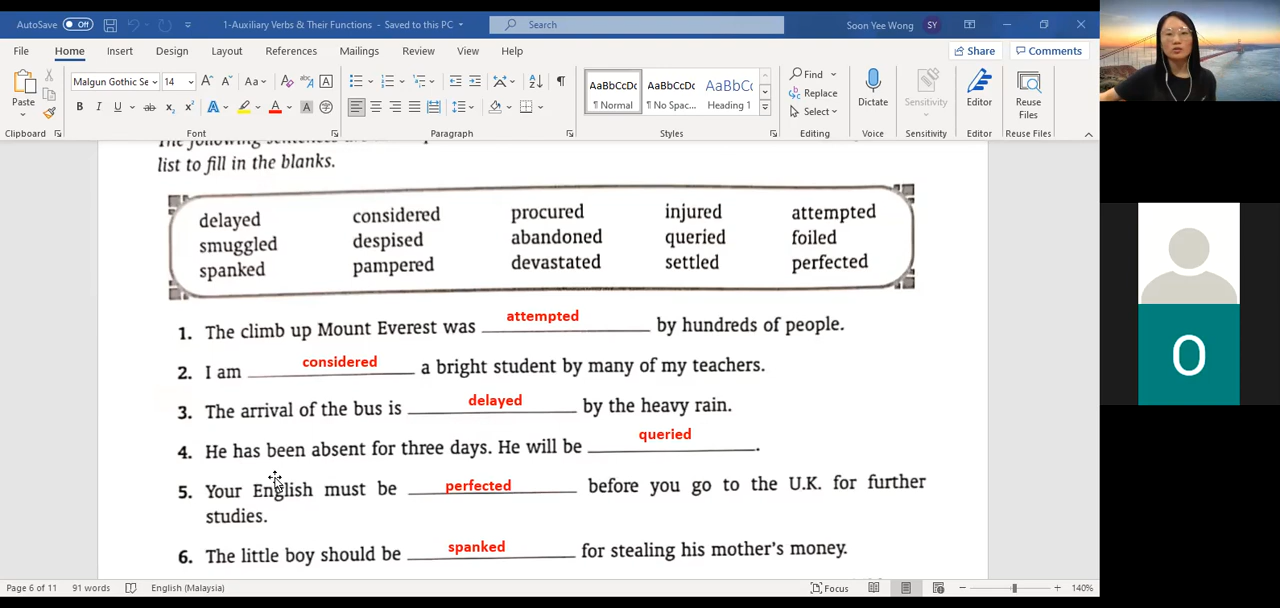 AutoSave Off 1-Auxiliary Verbs & Their Functions - Saved to this PC Search Soon Yee Wong SY
File Home Insert Design Layout References Mailings Review View Help Share Comments
Malgun Gothic Se 14 AaBbCcDc AaBbCcDc AaBbCc Find
Paste B I U ab ¶ Normal ¶ No Spac... Heading 1 Replace Dictate Sensitivity Editor Reuse Files
Select
Clipboard Font Paragraph Styles Editing Voice Sensitivity Editor Reuse Files
The following sentences
list to fill in the blanks.
delayed considered procured injured attempted
smuggled despised abandoned queried foiled
spanked pampered devastated settled perfected
1. The climb up Mount Everest was attempted by hundreds of people.
2. I am considered a bright student by many of my teachers.
3. The arrival of the bus is delayed by the heavy rain.
4. He has been absent for three days. He will be queried.
5. Your English must be perfected before you go to the U.K. for further
studies.
6. The little boy should be spanked for stealing his mother's money.
Page 6 of 11 91 words English (Malaysia) Focus 140%
O